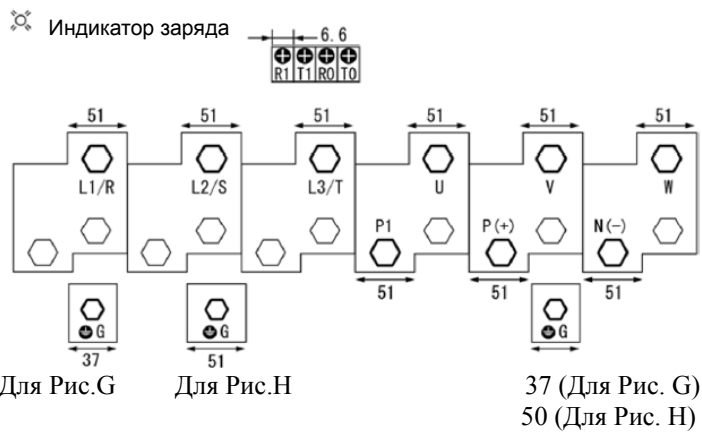 Индикатор заряда
6.6
R1 T1 R0 T0
51 51 51 51 51 51
L1/R L2/S L3/T U V W
P1 P(+) N(-)
51 51 51
G G G
37 51
Для Рис.G Для Рис.H 37 (Для Рис. G)
50 (Для Рис. H)